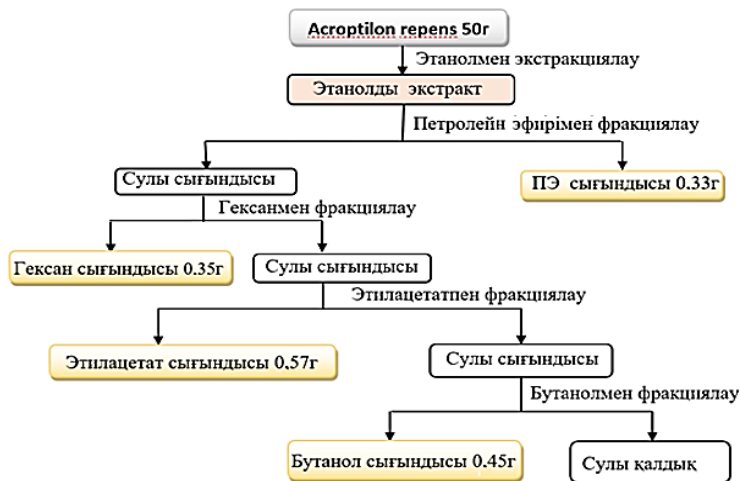 Acroptilon repens 50г
Этанолмен экстракциялау
Этанолды экстракт
Петролейн эфирімен фракциялау
Сулы сығындысы
ПЭ сығындысы 0.33г
Гексанмен фракциялау
Гексан сығындысы 0.35г
Сулы сығындысы
Этилацетатпен фракциялау
Этилацетат сығындысы 0.57г
Сулы сығындысы
Бутанолмен фракциялау
Бутанол сығындысы 0.45г
Сулы қалдық